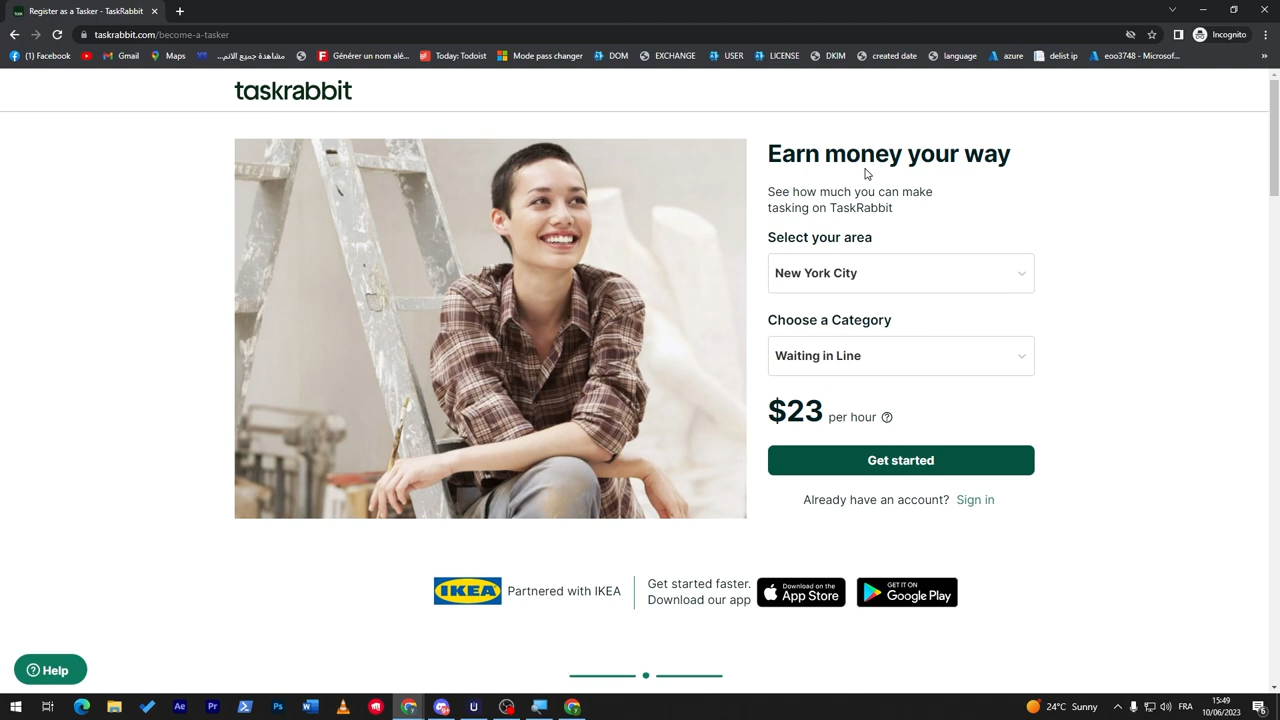 Register as a Tasker - TaskRabbit
taskrabbit.com/become-a-tasker
Incognito
(1) Facebook
Gmail
Maps
مشاهدة جميع الانم...
Générer un nom alé...
Todoist: Today
Mode pass changer
DOM
EXCHANGE
USER
LICENSE
DKIM
created date
language
azure
delist ip
eoo3748 - Microsof...
taskrabbit
Earn money your way
See how much you can make
tasking on TaskRabbit
Select your area
New York City
Choose a Category
Waiting in Line
$23 per hour
Get started
Already have an account? Sign in
IKEA
Partnered with IKEA
Get started faster.
Download our app
Download on the
App Store
GET IT ON
Google Play
Help
24°C Sunny
FRA
15:49
10/06/2023